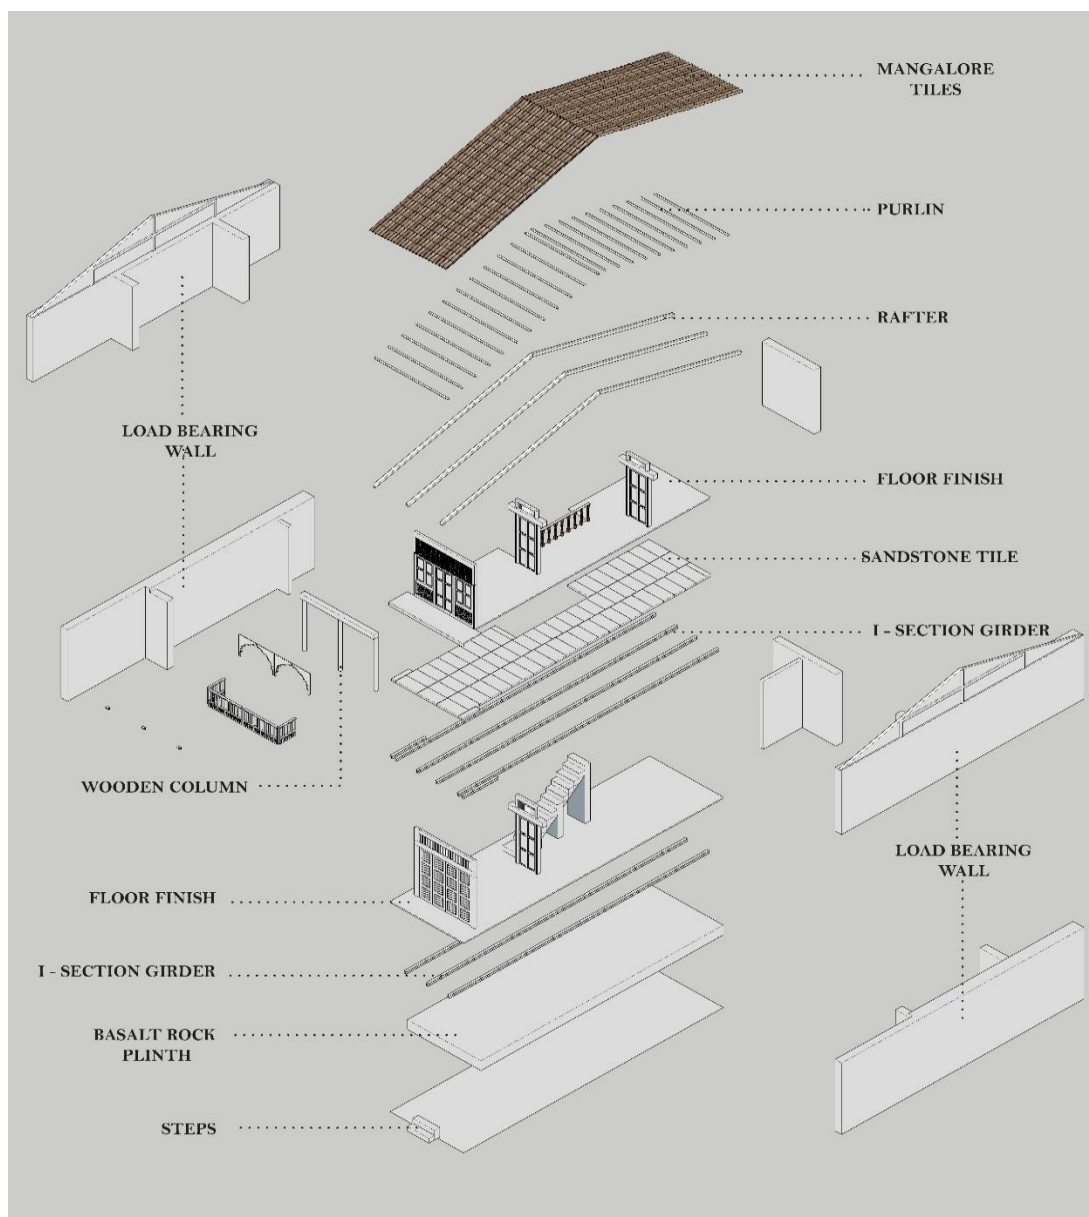 MANGALORE
TILES
PURLIN
RAFTER
LOAD BEARING
WALL
FLOOR FINISH
SANDSTONE TILE
I - SECTION GIRDER
WOODEN COLUMN
LOAD BEARING
WALL
FLOOR FINISH
I - SECTION GIRDER
BASALT ROCK
PLINTH
STEPS